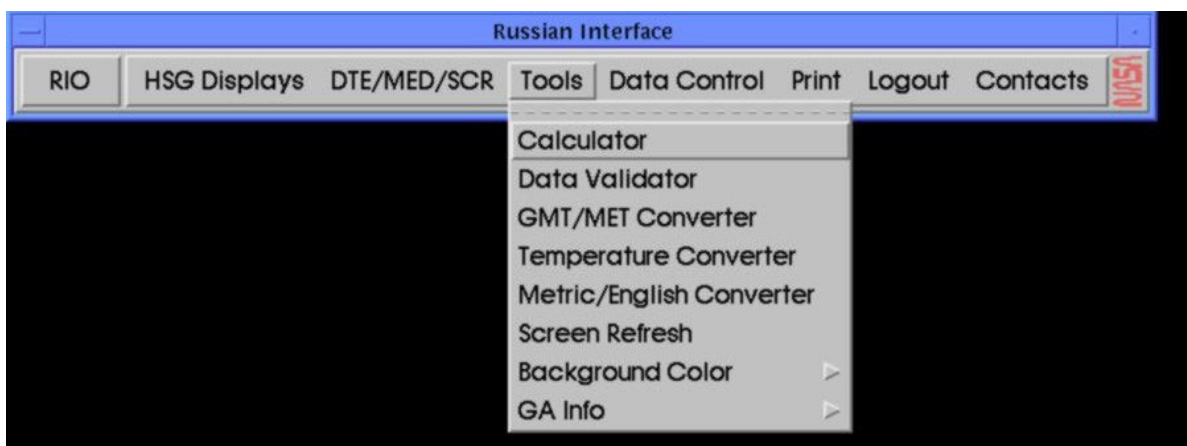 Russian Interface
RIO HSG Displays DTE/MED/SCR Tools Data Control Print Logout Contacts NASA
Calculator
Data Validator
GMT/MET Converter
Temperature Converter
Metric/English Converter
Screen Refresh
Background Color
GA Info